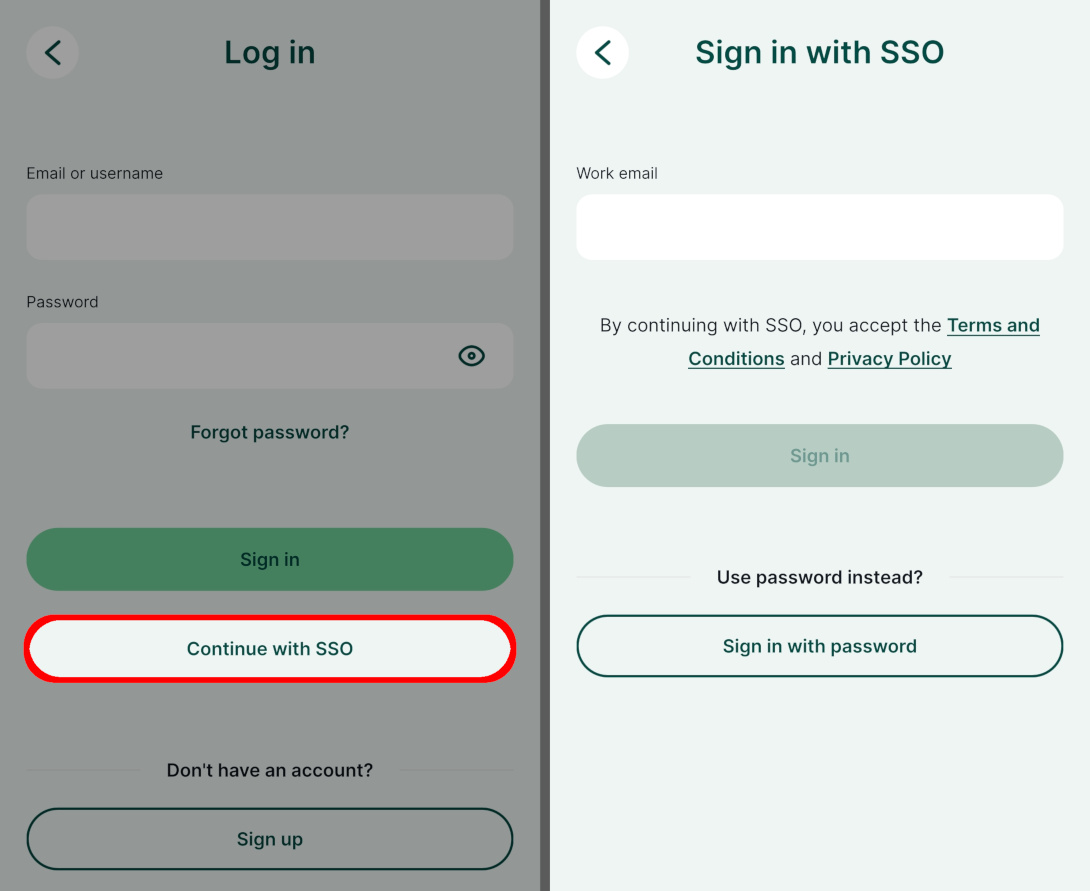 Log in
Email or username
Password
Forgot password?
Sign in
Continue with SSO
Don't have an account?
Sign up
Sign in with SSO
Work email
By continuing with SSO, you accept the Terms and
Conditions and Privacy Policy
Sign in
Use password instead?
Sign in with password